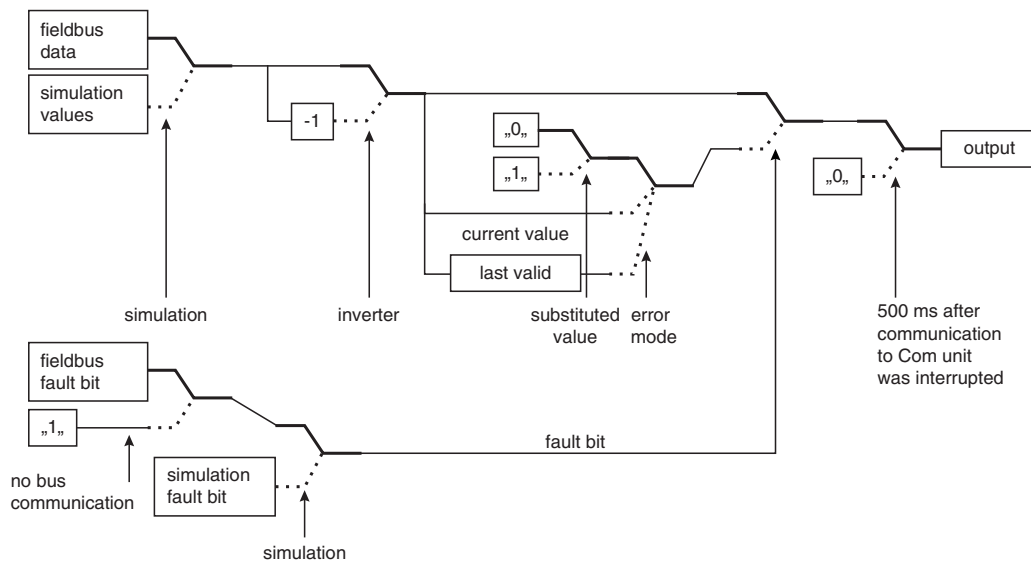 fieldbus
data
simulation
values
-1
„0„
„1„
current value
last valid
„0„
output
simulation
inverter
substituted
value
error
mode
500 ms after
communication
to Com unit
was interrupted
fieldbus
fault bit
„1„
no bus
communication
simulation
fault bit
fault bit
simulation